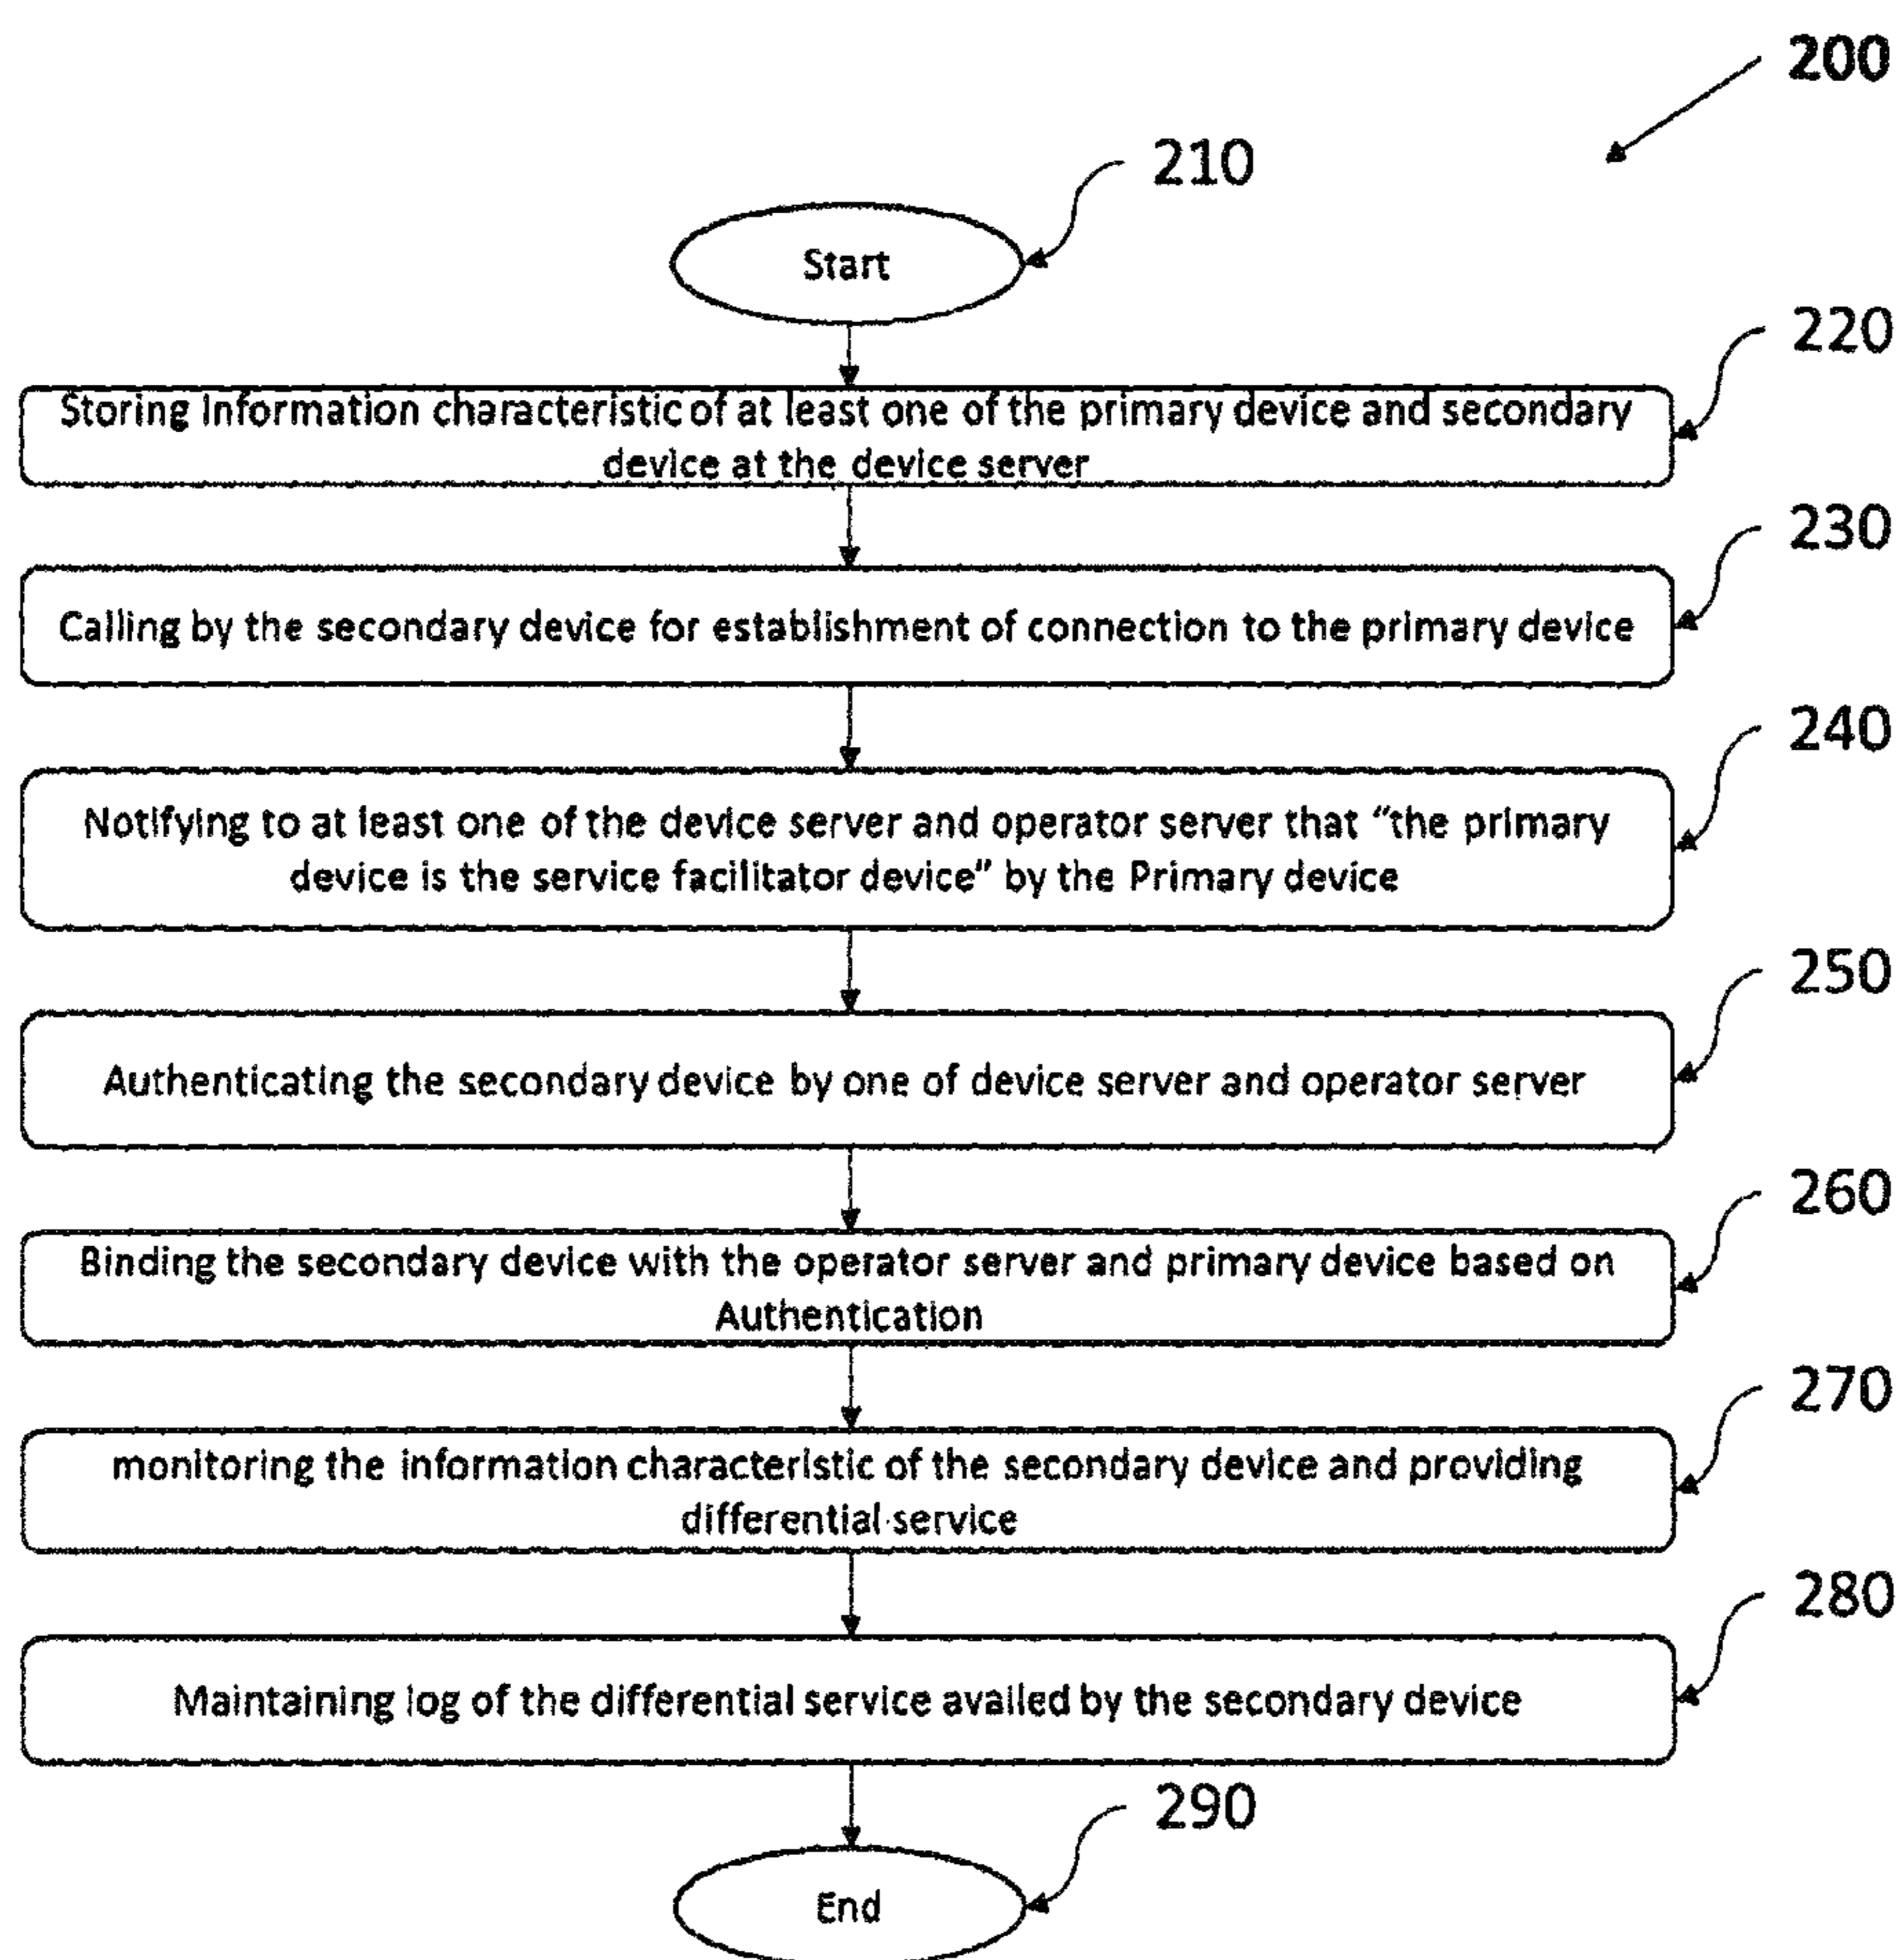 200
210
Start
220
Storing Information characteristic of at least one of the primary device and secondary
device at the device server
230
Calling by the secondary device for establishment of connection to the primary device
240
Notifying to at least one of the device server and operator server that “the primary
device is the service facilitator device” by the Primary device
250
Authenticating the secondary device by one of device server and operator server
260
Binding the secondary device with the operator server and primary device based on
Authentication
270
monitoring the information characteristic of the secondary device and providing
differential service
280
Maintaining log of the differential service availed by the secondary device
290
End